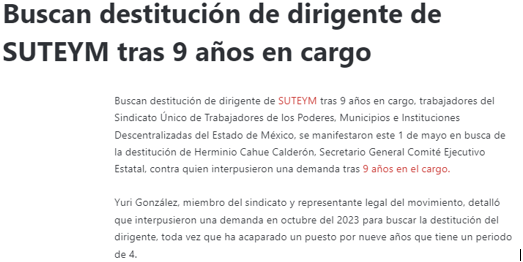 Buscan destitución de dirigente de
SUTEYM tras 9 años en cargo
Buscan destitución de dirigente de SUTEYM tras 9 años en cargo, trabajadores del
Sindicato Único de Trabajadores de los Poderes, Municipios e Instituciones
Descentralizadas del Estado de México, se manifestaron este 1 de mayo en busca de
la destitución de Herminio Cahue Calderón, Secretario General Comité Ejecutivo
Estatal, contra quien interpusieron una demanda tras 9 años en el cargo.
Yuri González, miembro del sindicato y representante legal del movimiento, detalló
que interpusieron una demanda en octubre del 2023 para buscar la destitución del
dirigente, toda vez que ha acaparado un puesto por nueve años que tiene un periodo
de 4.